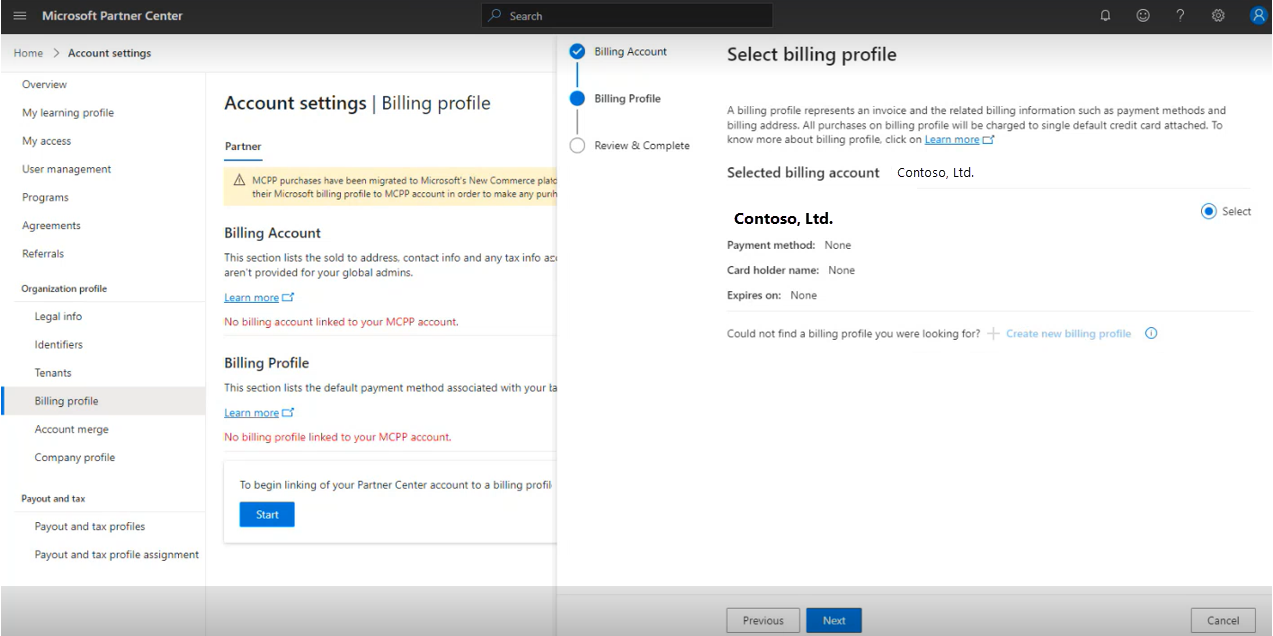 Microsoft Partner Center
Search
Home > Account settings
Overview
My learning profile
My access
User management
Programs
Agreements
Referrals
Organization profile
Legal info
Identifiers
Tenants
Billing profile
Account merge
Company profile
Payout and tax
Payout and tax profiles
Payout and tax profile assignment
Account settings | Billing profile
Partner
MCPP purchases have been migrated to Microsoft's New Commerce
their Microsoft billing profile to MCPP account in order to make any
Billing Account
This section lists the sold to address, contact info and any tax info
aren't provided for your global admins.
Learn more
No billing account linked to your MCPP account.
Billing Profile
This section lists the default payment method associated with your
Learn more
No billing profile linked to your MCPP account.
To begin linking of your Partner Center account to a billing
Start
Billing Account
Billing Profile
Review & Complete
Select billing profile
A billing profile represents an invoice and the related billing information such as payment methods and
billing address. All purchases on billing profile will be charged to single default credit card attached. To
know more about billing profile, click on Learn more
Selected billing account Contoso, Ltd.
Contoso, Ltd.
Select
Payment method: None
Card holder name: None
Expires on: None
Could not find a billing profile you were looking for? + Create new billing profile
Previous
Next
Cancel